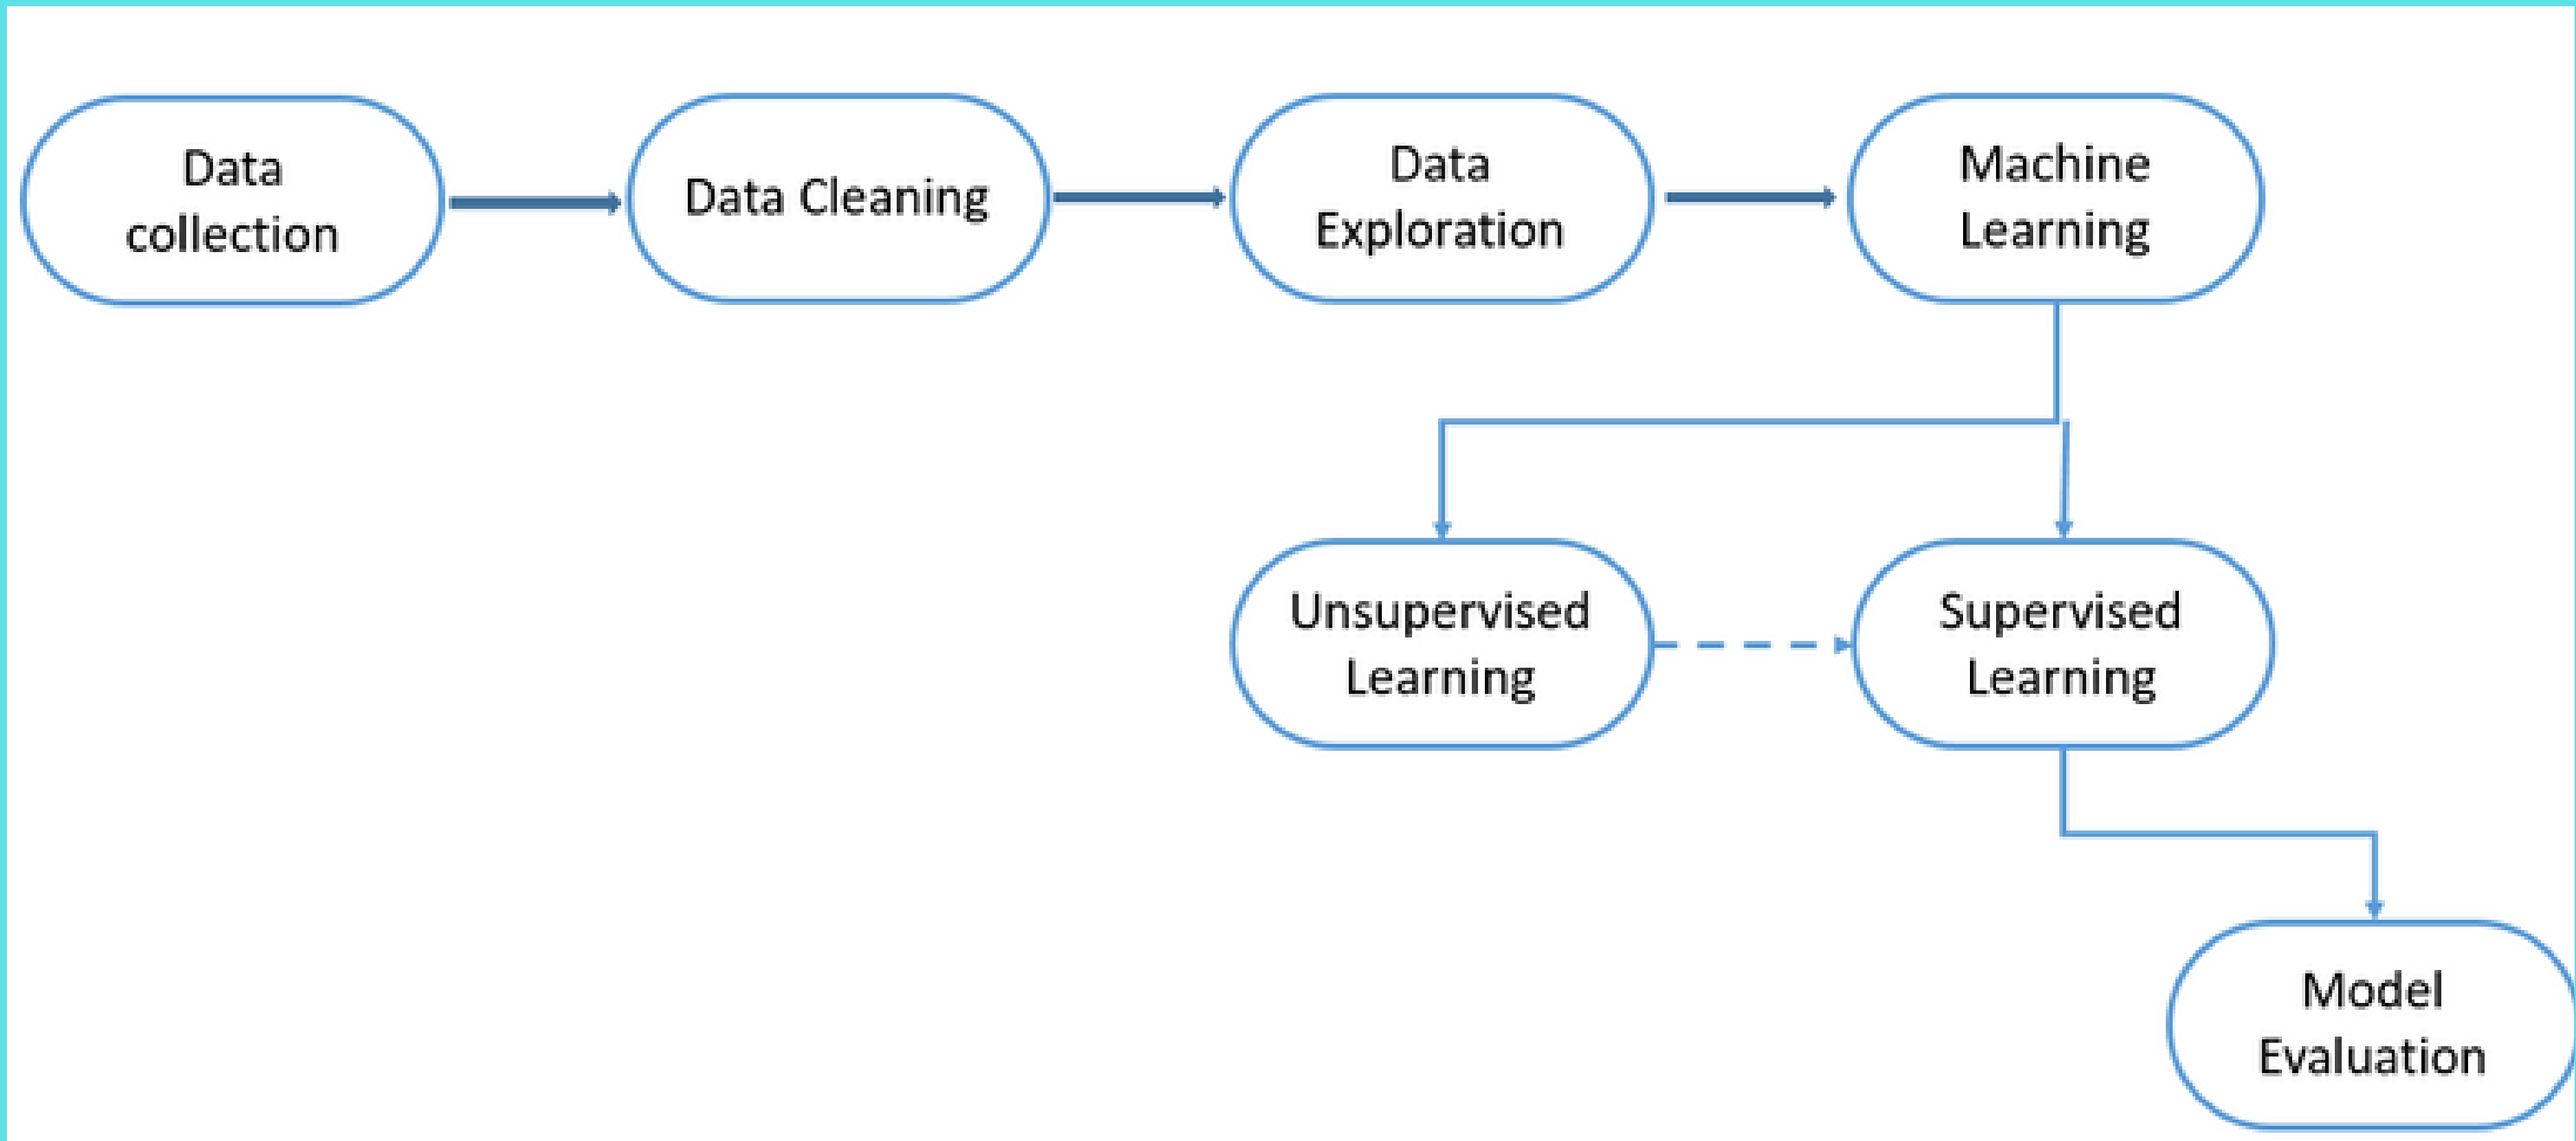 Data
collection
Data Cleaning
Data
Exploration
Machine
Learning
Unsupervised
Learning
Supervised
Learning
Model
Evaluation